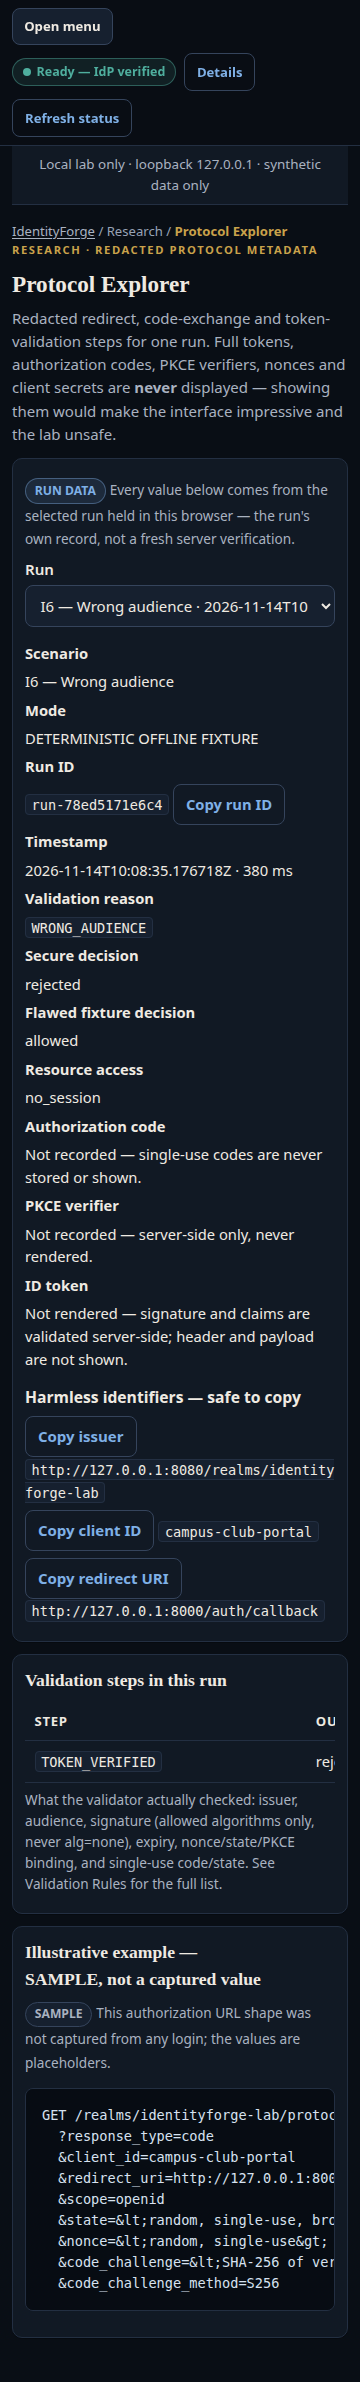 Open menu
Ready — IdP verified
Details
Refresh status
Local lab only · loopback 127.0.0.1 · synthetic
data only
IdentityForge / Research / Protocol Explorer
RESEARCH · REDACTED PROTOCOL METADATA
Protocol Explorer
Redacted redirect, code-exchange and token-
validation steps for one run. Full tokens,
authorization codes, PKCE verifiers, nonces and
client secrets are never displayed — showing
them would make the interface impressive and
the lab unsafe.
RUN DATA Every value below comes from the
selected run held in this browser — the run's
own record, not a fresh server verification.
Run
I6 — Wrong audience · 2026-11-14T10
Scenario
I6 — Wrong audience
Mode
DETERMINISTIC OFFLINE FIXTURE
Run ID
run-78ed5171e6c4 Copy run ID
Timestamp
2026-11-14T10:08:35.176718Z · 380 ms
Validation reason
WRONG_AUDIENCE
Secure decision
rejected
Flawed fixture decision
allowed
Resource access
no_session
Authorization code
Not recorded — single-use codes are never
stored or shown.
PKCE verifier
Not recorded — server-side only, never
rendered.
ID token
Not rendered — signature and claims are
validated server-side; header and payload
are not shown.
Harmless identifiers — safe to copy
Copy issuer
http://127.0.0.1:8080/realms/identity
forge-lab
Copy client ID campus-club-portal
Copy redirect URI
http://127.0.0.1:8000/auth/callback
Validation steps in this run
STEP OU
TOKEN_VERIFIED rej
What the validator actually checked: issuer,
audience, signature (allowed algorithms only,
never alg=none), expiry, nonce/state/PKCE
binding, and single-use code/state. See
Validation Rules for the full list.
Illustrative example —
SAMPLE, not a captured value
SAMPLE This authorization URL shape was
not captured from any login; the values are
placeholders.
GET /realms/identityforge-lab/protoc
?response_type=code
&client_id=campus-club-portal
&redirect_uri=http://127.0.0.1:800
&scope=openid
&state=&lt;random, single-use, bro
&nonce=&lt;random, single-use&gt;
&code_challenge=&lt;SHA-256 of ver
&code_challenge_method=S256